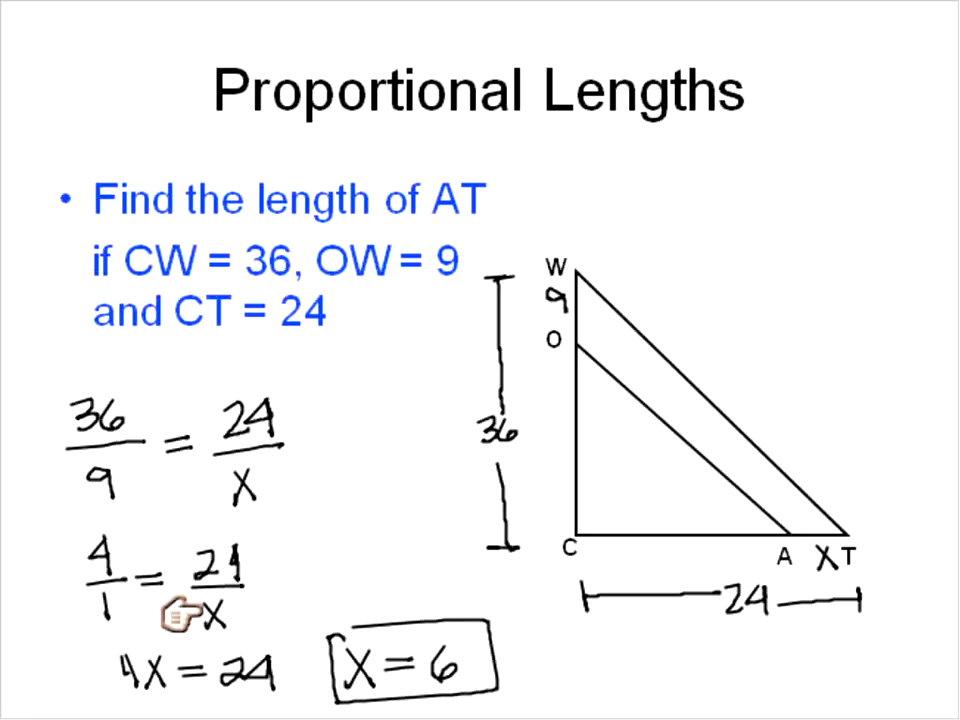 Proportional Lengths
• Find the length of AT
if CW = 36, OW = 9
and CT = 24
W
9
O
36
C
A
X
T
24
36/9 = 24/X
4/1 = 24/X
4X = 24
X = 6